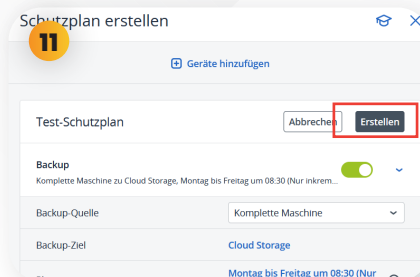 Schutzplan erstellen
11
Geräte hinzufügen
Test-Schutzplan
Abbrechen
Erstellen
Backup
Komplette Maschine zu Cloud Storage, Montag bis Freitag um 08:30 (Nur inkrem...
Backup-Quelle
Komplette Maschine
Backup-Ziel
Cloud Storage
Montag bis Freitag um 08:30 (Nur